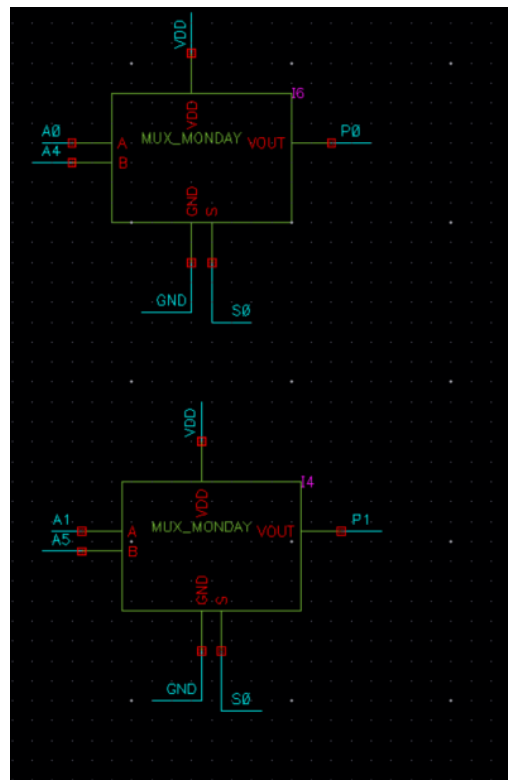 VDD
I6
VDD
A0 A MUX_MONDAY VOUT P0
A4 B
GND S
GND S0
VDD
I4
VDD
A1 A MUX_MONDAY VOUT P1
A5 B
GND S
GND S0